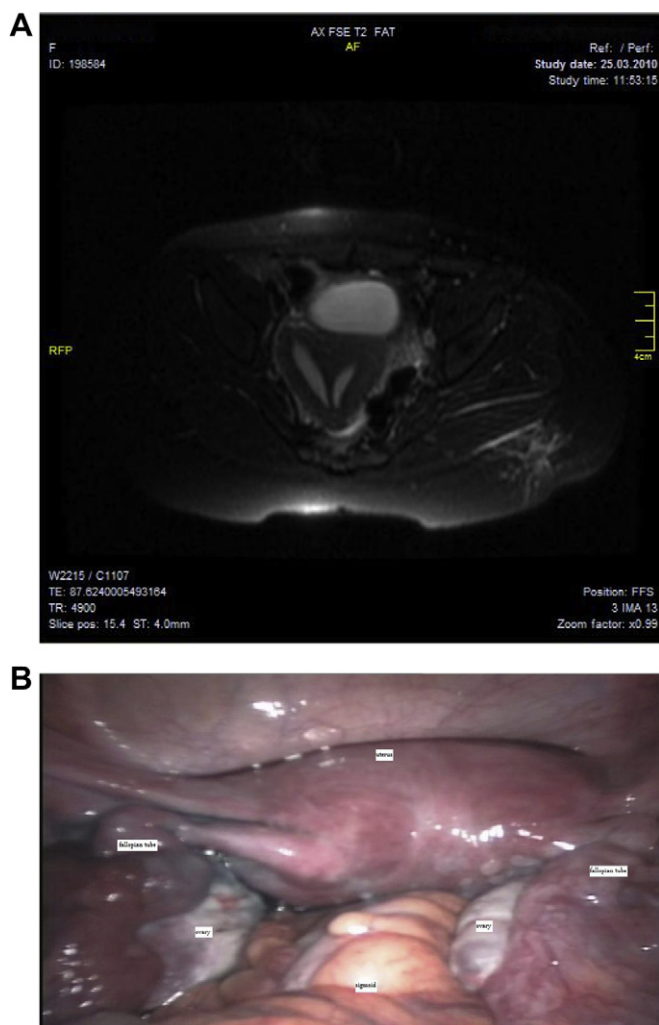 A
AX FSE T2 FAT
AF
F
ID: 198584
Ref: / Perf:
Study date: 25.03.2010
Study time: 11:53:15
RFP
4cm
W2215 / C1107
TE: 87.6240005493164
TR: 4900
Slice pos: 15.4 ST: 4.0mm
Position: FFS
3 IMA 13
Zoom factor: x0.99
B
uterus
fallopian tube
fallopian tube
ovary
ovary
sigmoid